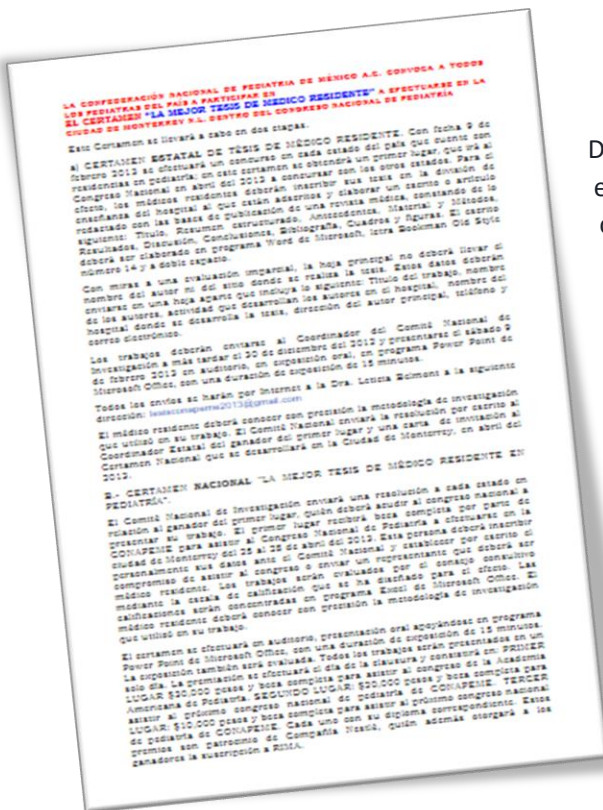 LA CONFEDERACIÓN NACIONAL DE PEDIATRIA DE MÉXICO A.C. CONVOCA A TODOS
LOS PEDIATRAS DEL PAÍS A PARTICIPAR EN
EL CERTAMEN "LA MEJOR TESIS DE MEDICO RESIDENTE" A EFECTUARSE EN LA
CIUDAD DE MONTERREY N.L. DENTRO DEL CONGRESO NACIONAL DE PEDIATRÍA
Este Certamen se llevará a cabo en dos etapas.
a) CERTAMEN ESTATAL DE TESIS DE MÉDICO RESIDENTE. Con fecha 9 de
febrero 2013 se efectuará un concurso en cada estado del país que cuente con
residencias en pediatría; en este certamen se obtendrá un primer lugar, que irá al
Congreso Nacional en abril del 2013 a concursar con los otros estados. Para el
efecto, los médicos residentes deberán inscribir sus tesis en la división de
enseñanza del hospital al que están adscritos y elaborar un escrito o artículo
redactado con las bases de publicación de una revista médica, constando de lo
siguiente: Título, Resumen estructurado, Antecedentes, Material y Métodos,
Resultados, Discusión, Conclusiones, Bibliografía, Cuadros y figuras. El escrito
deberá ser elaborado en programa Word de Microsoft, letra Bookman Old Style
número 14 y a doble espacio.
Con miras a una evaluación imparcial, la hoja principal no deberá llevar el
nombre del autor ni del sitio donde se realiza la tesis. Estos datos deberán
enviarse en una hoja aparte que incluya lo siguiente: Título del trabajo, nombre
de los autores, actividad que desarrollan los autores en el hospital, nombre del
hospital donde se desarrolla la tesis, dirección del autor principal, teléfono y
correo electrónico.
Los trabajos deberán enviarse al Coordinador del Comité Nacional de
Investigación a más tardar el 30 de diciembre del 2012 y presentarse el sábado 9
de febrero 2013 en auditorio, en exposición oral, en programa Power Point de
Microsoft Office, con una duración de exposición de 15 minutos.
Todos los envíos se harán por Internet a la Dra. Leticia Belmont a la siguiente
dirección:
El médico residente deberá conocer con precisión la metodología de investigación
que utilizó en su trabajo. El Comité Nacional enviará la resolución por escrito al
Coordinador Estatal del ganador del primer lugar y una carta de invitación al
Certamen Nacional que se desarrollará en la Ciudad de Monterrey, en abril del
2013.
B.- CERTAMEN NACIONAL "LA MEJOR TESIS DE MÉDICO RESIDENTE EN
PEDIATRÍA".
El Comité Nacional de Investigación enviará una resolución a cada estado en
relación al ganador del primer lugar, quién deberá acudir al congreso nacional a
presentar su trabajo. El primer lugar recibirá beca completa por parte de
CONAPEME para asistir al Congreso Nacional de Pediatría a efectuarse en la
ciudad de Monterrey del 25 al 28 de abril del 2013. Esta persona deberá inscribir
personalmente sus datos ante el Comité Nacional y establecer por escrito el
compromiso de asistir al congreso o enviar un representante que deberá ser
médico residente. Los trabajos serán evaluados por el consejo consultivo
mediante la escala de calificación que se ha diseñado para el efecto. Las
calificaciones serán concentradas en programa Excel de Microsoft Office. El
médico residente deberá conocer con precisión la metodología de investigación
que utilizó en su trabajo.
El certamen se efectuará en auditorio, presentación oral apoyándose en programa
Power Point de Microsoft Office, con una duración de exposición de 15 minutos.
La exposición también será evaluada. Todos los trabajos serán presentados en un
solo día. La premiación se efectuará el día de la clausura y consistirá en: PRIMER
LUGAR $30,000 pesos y beca completa para asistir al congreso de la Academia
Americana de Pediatría. SEGUNDO LUGAR: $20,000 pesos y beca completa para
asistir al próximo congreso nacional de pediatría de CONAPEME. TERCER
LUGAR: $10,000 pesos y beca completa para asistir al próximo congreso nacional
de pediatría de CONAPEME. Cada uno con su diploma correspondiente. Estos
premios son patrocinio de Compañía Nestlé, quién además otorgará a los
ganadores la suscripción a RIMA.
D
e